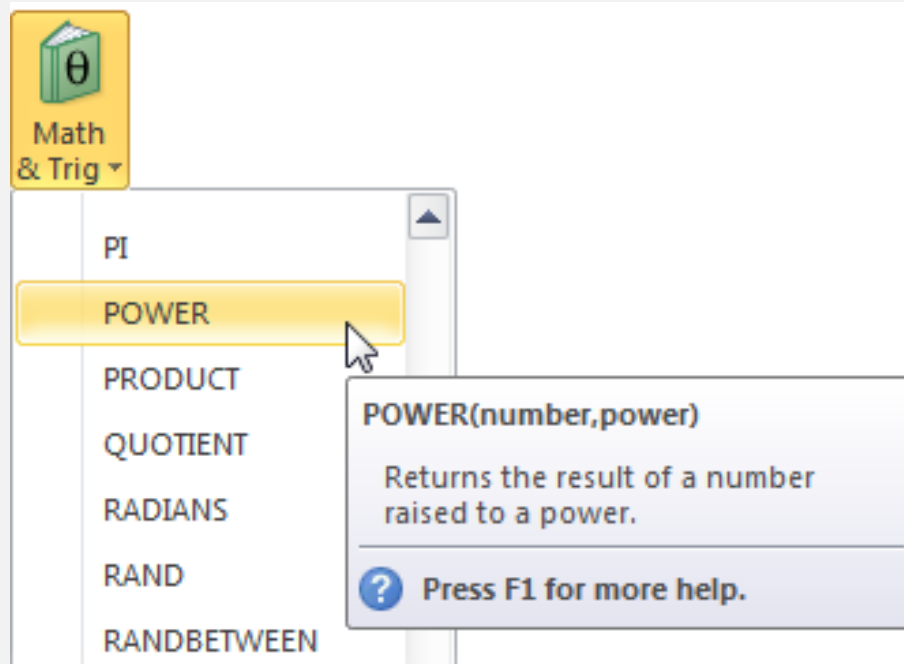 θ
Math
& Trig
PI
POWER
PRODUCT
QUOTIENT
RADIANS
RAND
RANDBETWEEN
POWER(number,power)
Returns the result of a number
raised to a power.
? Press F1 for more help.